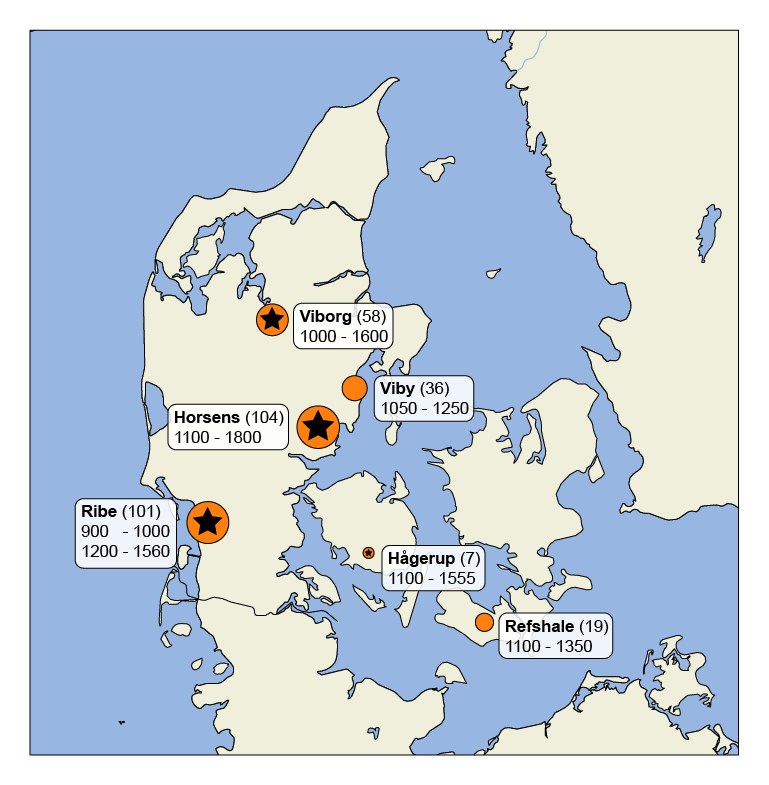 Viborg (58)
1000 - 1600
Viby (36)
1050 - 1250
Horsens (104)
1100 - 1800
Ribe (101)
900 - 1000
1200 - 1560
Hågerup (7)
1100 - 1555
Refshale (19)
1100 - 1350